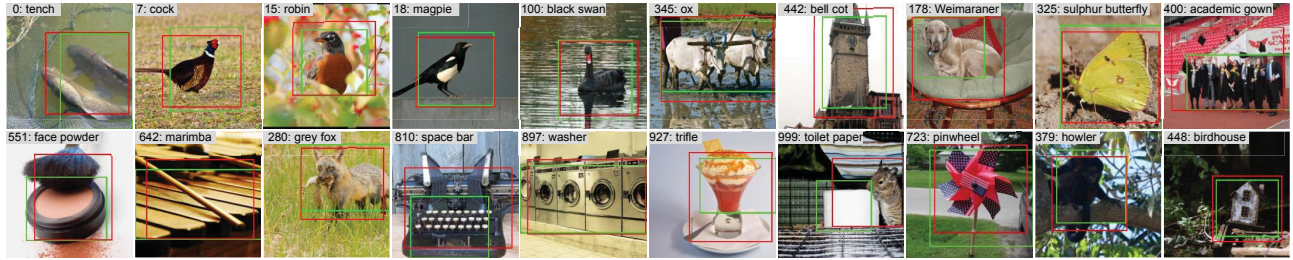 0: tench
7: cock
15: robin
18: magpie
100: black swan
345: ox
442: bell cot
178: Weimaraner
325: sulphur butterfly
400: academic gown
551: face powder
642: marimba
280: grey fox
810: space bar
897: washer
927: trifle
999: toilet paper
723: pinwheel
379: howler
448: birdhouse